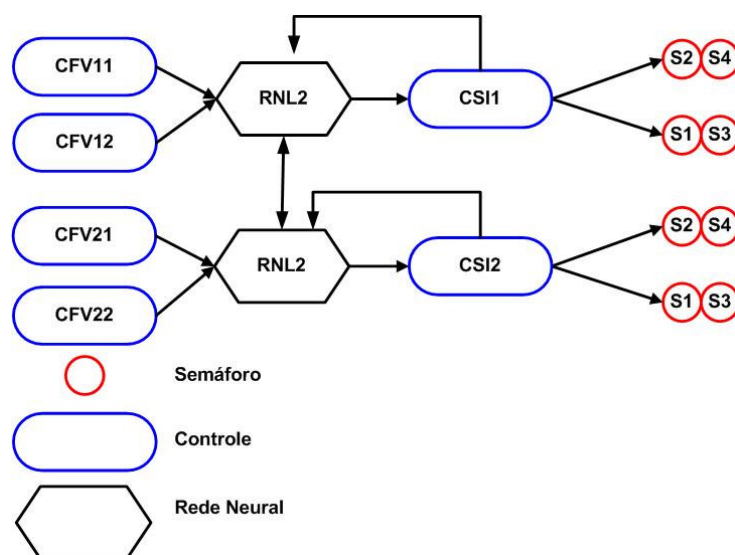 CFV11
RNL2
CSI1
S2 S4
CFV12
S1 S3
CFV21
RNL2
CSI2
S2 S4
CFV22
S1 S3
Semáforo
Controle
Rede Neural